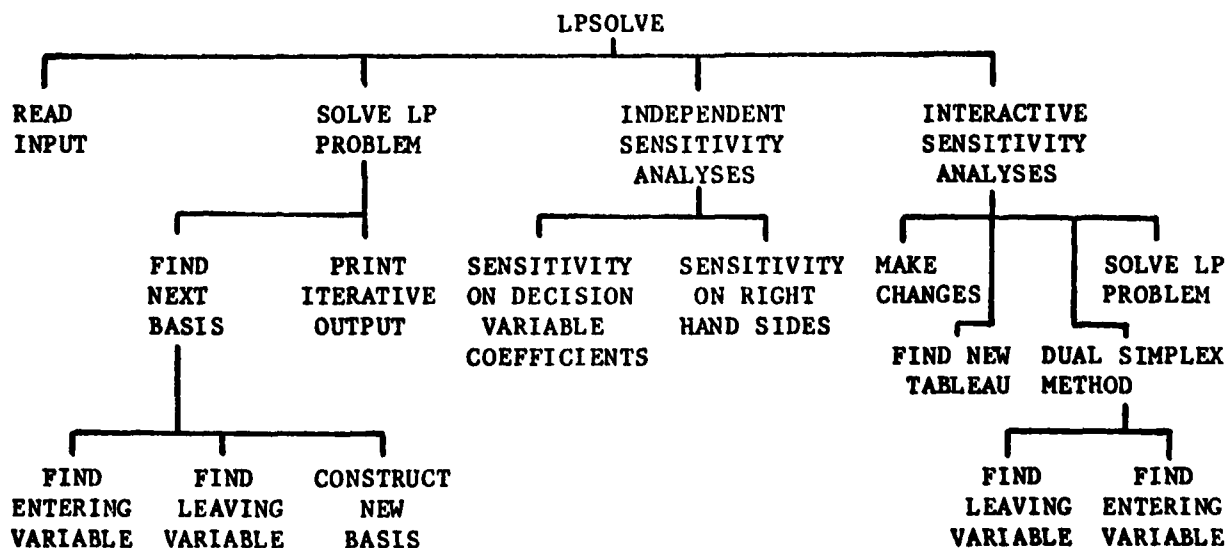 LPSOLVE
READ
INPUT
SOLVE LP
PROBLEM
INDEPENDENT
SENSITIVITY
ANALYSES
INTERACTIVE
SENSITIVITY
ANALYSES
FIND
NEXT
BASIS
PRINT
ITERATIVE
OUTPUT
SENSITIVITY
ON DECISION
VARIABLE
COEFFICIENTS
SENSITIVITY
ON RIGHT
HAND SIDES
MAKE
CHANGES
SOLVE LP
PROBLEM
FIND NEW
TABLEAU
DUAL SIMPLEX
METHOD
FIND
ENTERING
VARIABLE
FIND
LEAVING
VARIABLE
CONSTRUCT
NEW
BASIS
FIND
LEAVING
VARIABLE
FIND
ENTERING
VARIABLE